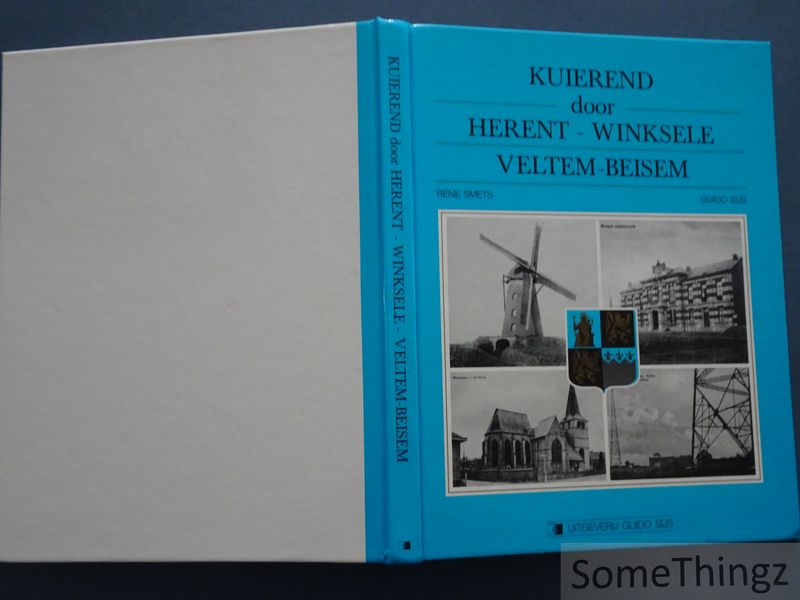 KUIEREND door HERENT - WINKSELE - VELTEM-BEISEM
KUIEREND
door
HERENT - WINKSELE
VELTEM-BEISEM
RENE SMETS
GUIDO SIJS
UITGEVERIJ GUIDO SIJS
SomeThingz